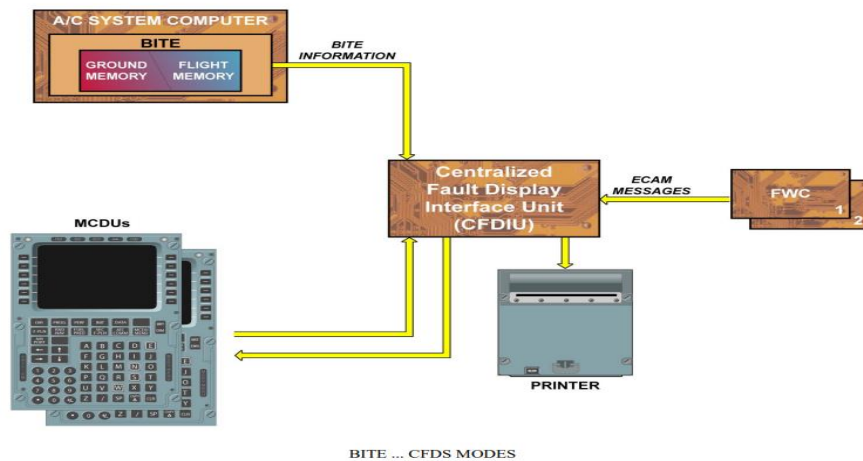 A/C SYSTEM COMPUTER
BITE
GROUND
MEMORY
FLIGHT
MEMORY
BITE
INFORMATION
Centralized
Fault Display
Interface Unit
(CFDIU)
ECAM
MESSAGES
FWC
1
2
MCDUs
A B C D E
F G H I J
K L M N O
P Q R S T
U V W X Y
Z / SP
PRINTER
BITE ... CFDS MODES